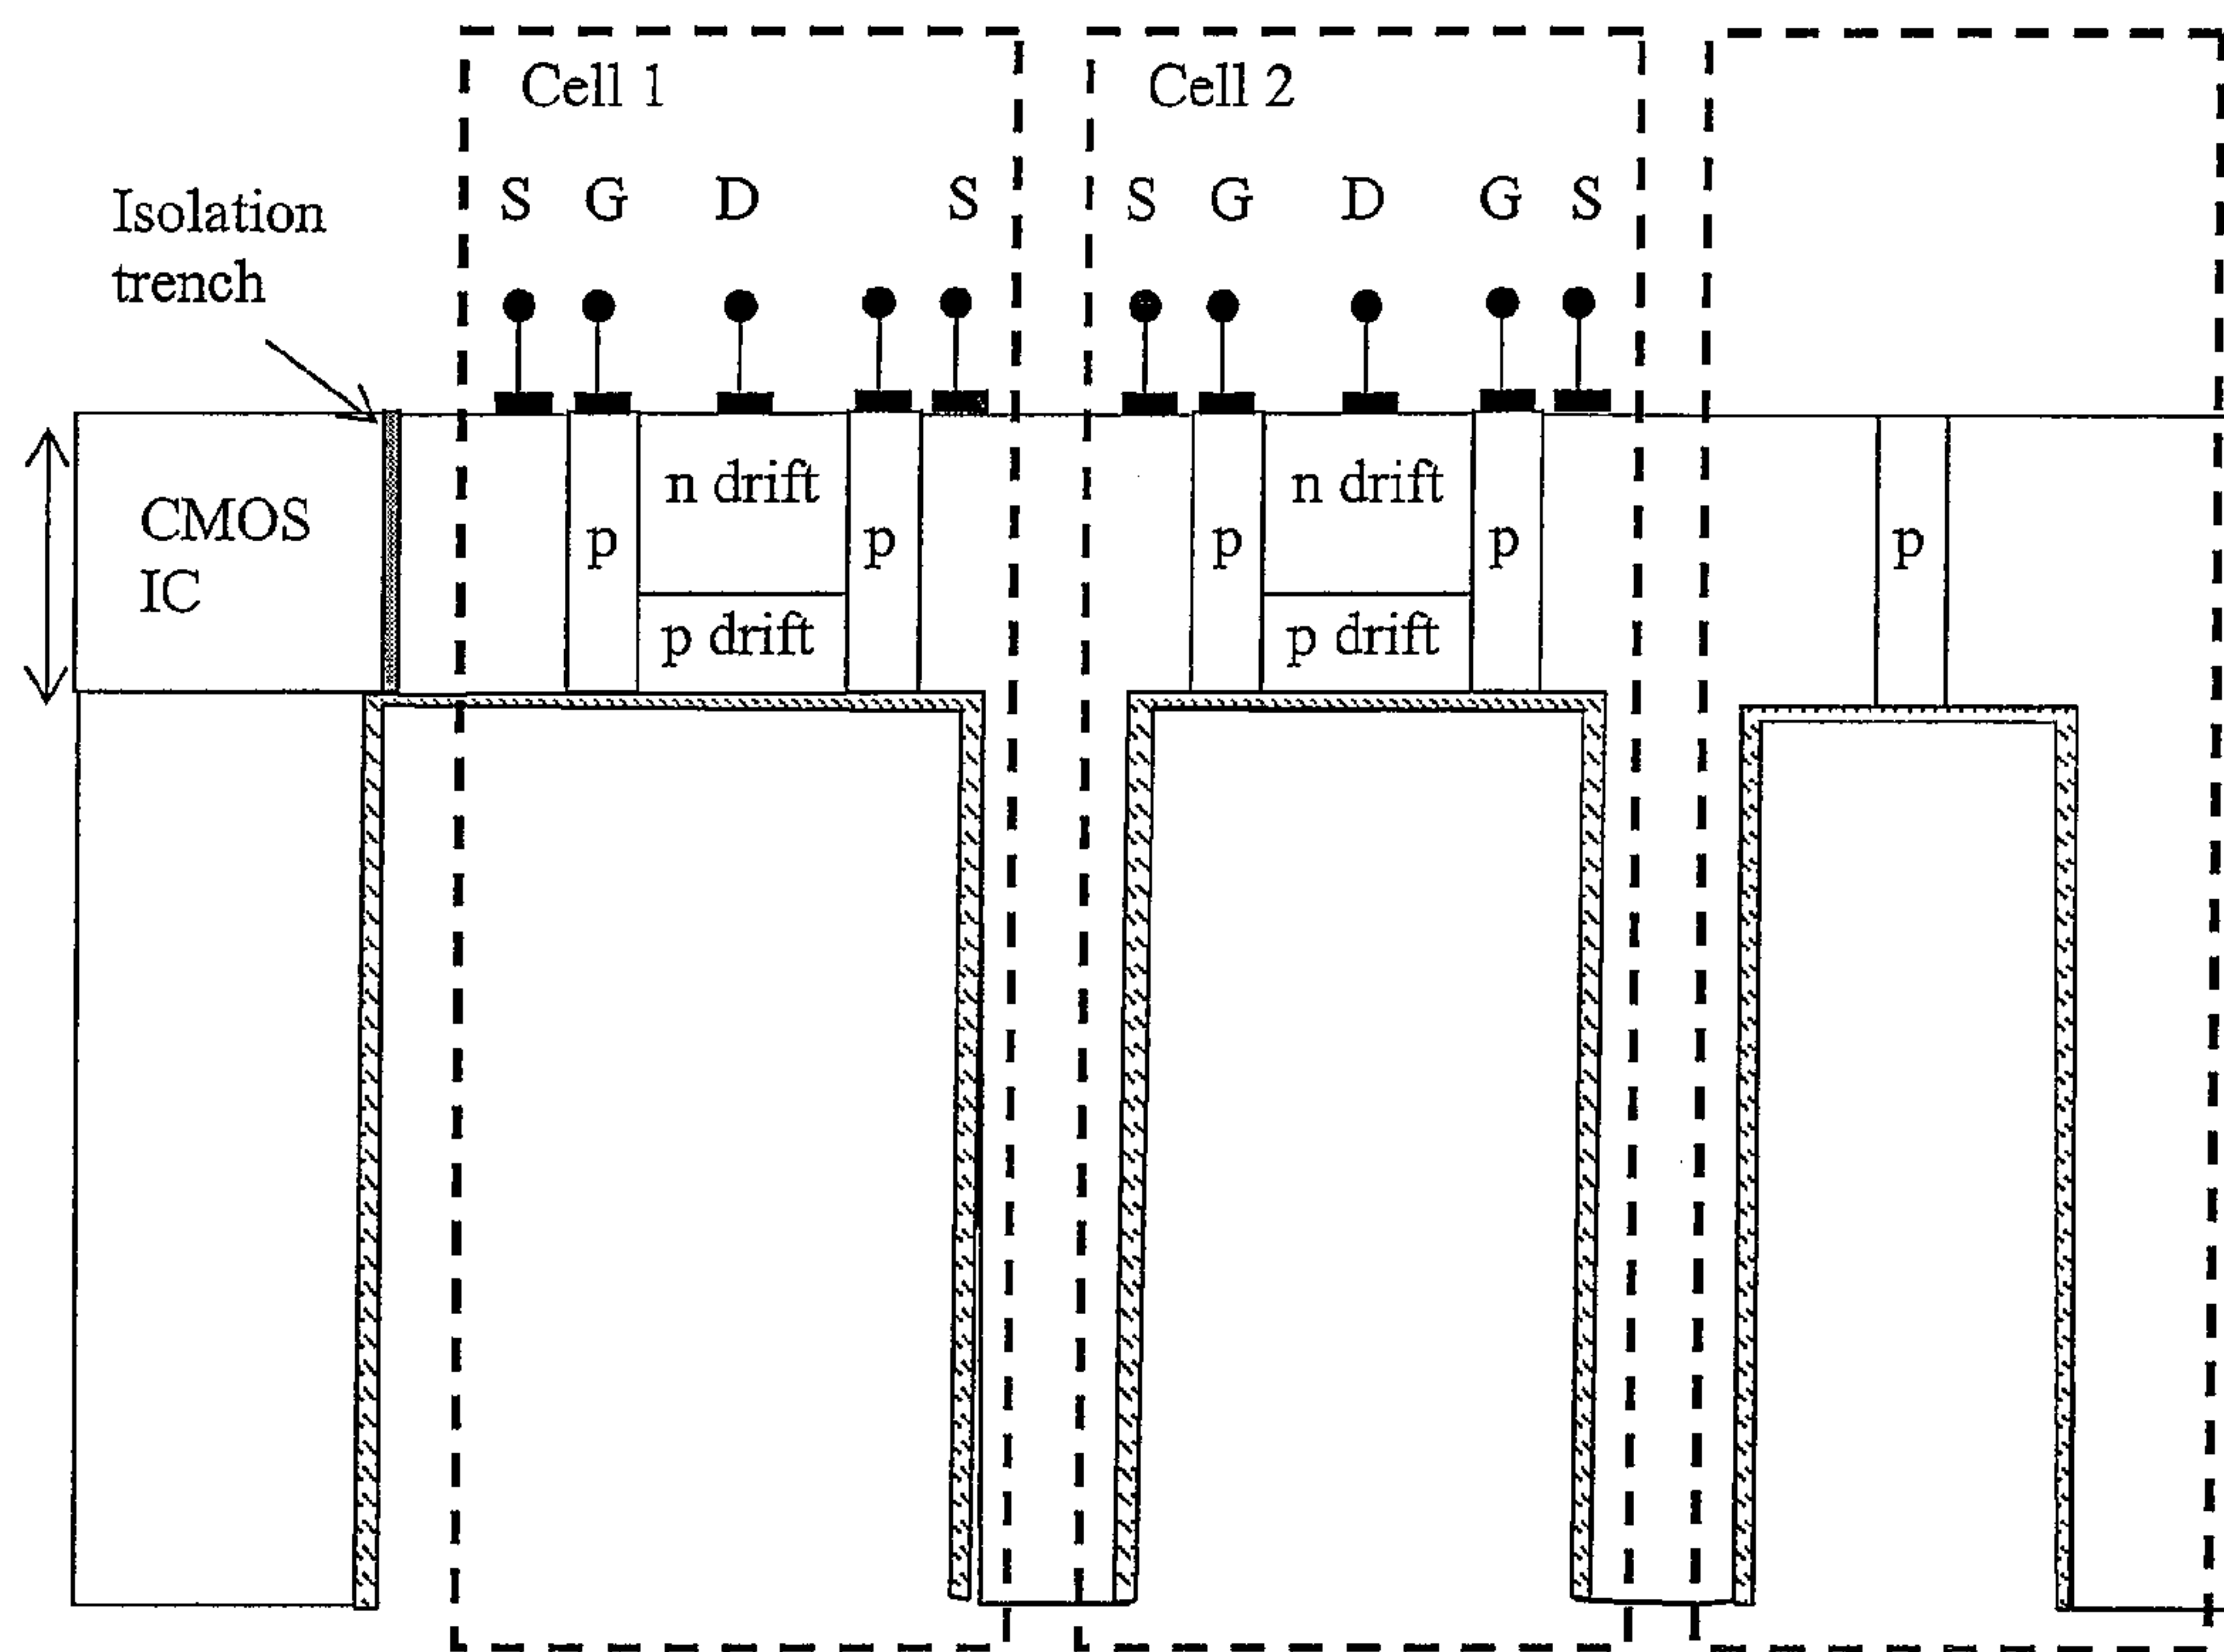 Cell 1
Cell 2
S G D S
S G D G S
Isolation
trench
CMOS
IC
n drift
p
p
p drift
n drift
p
p
p drift
p